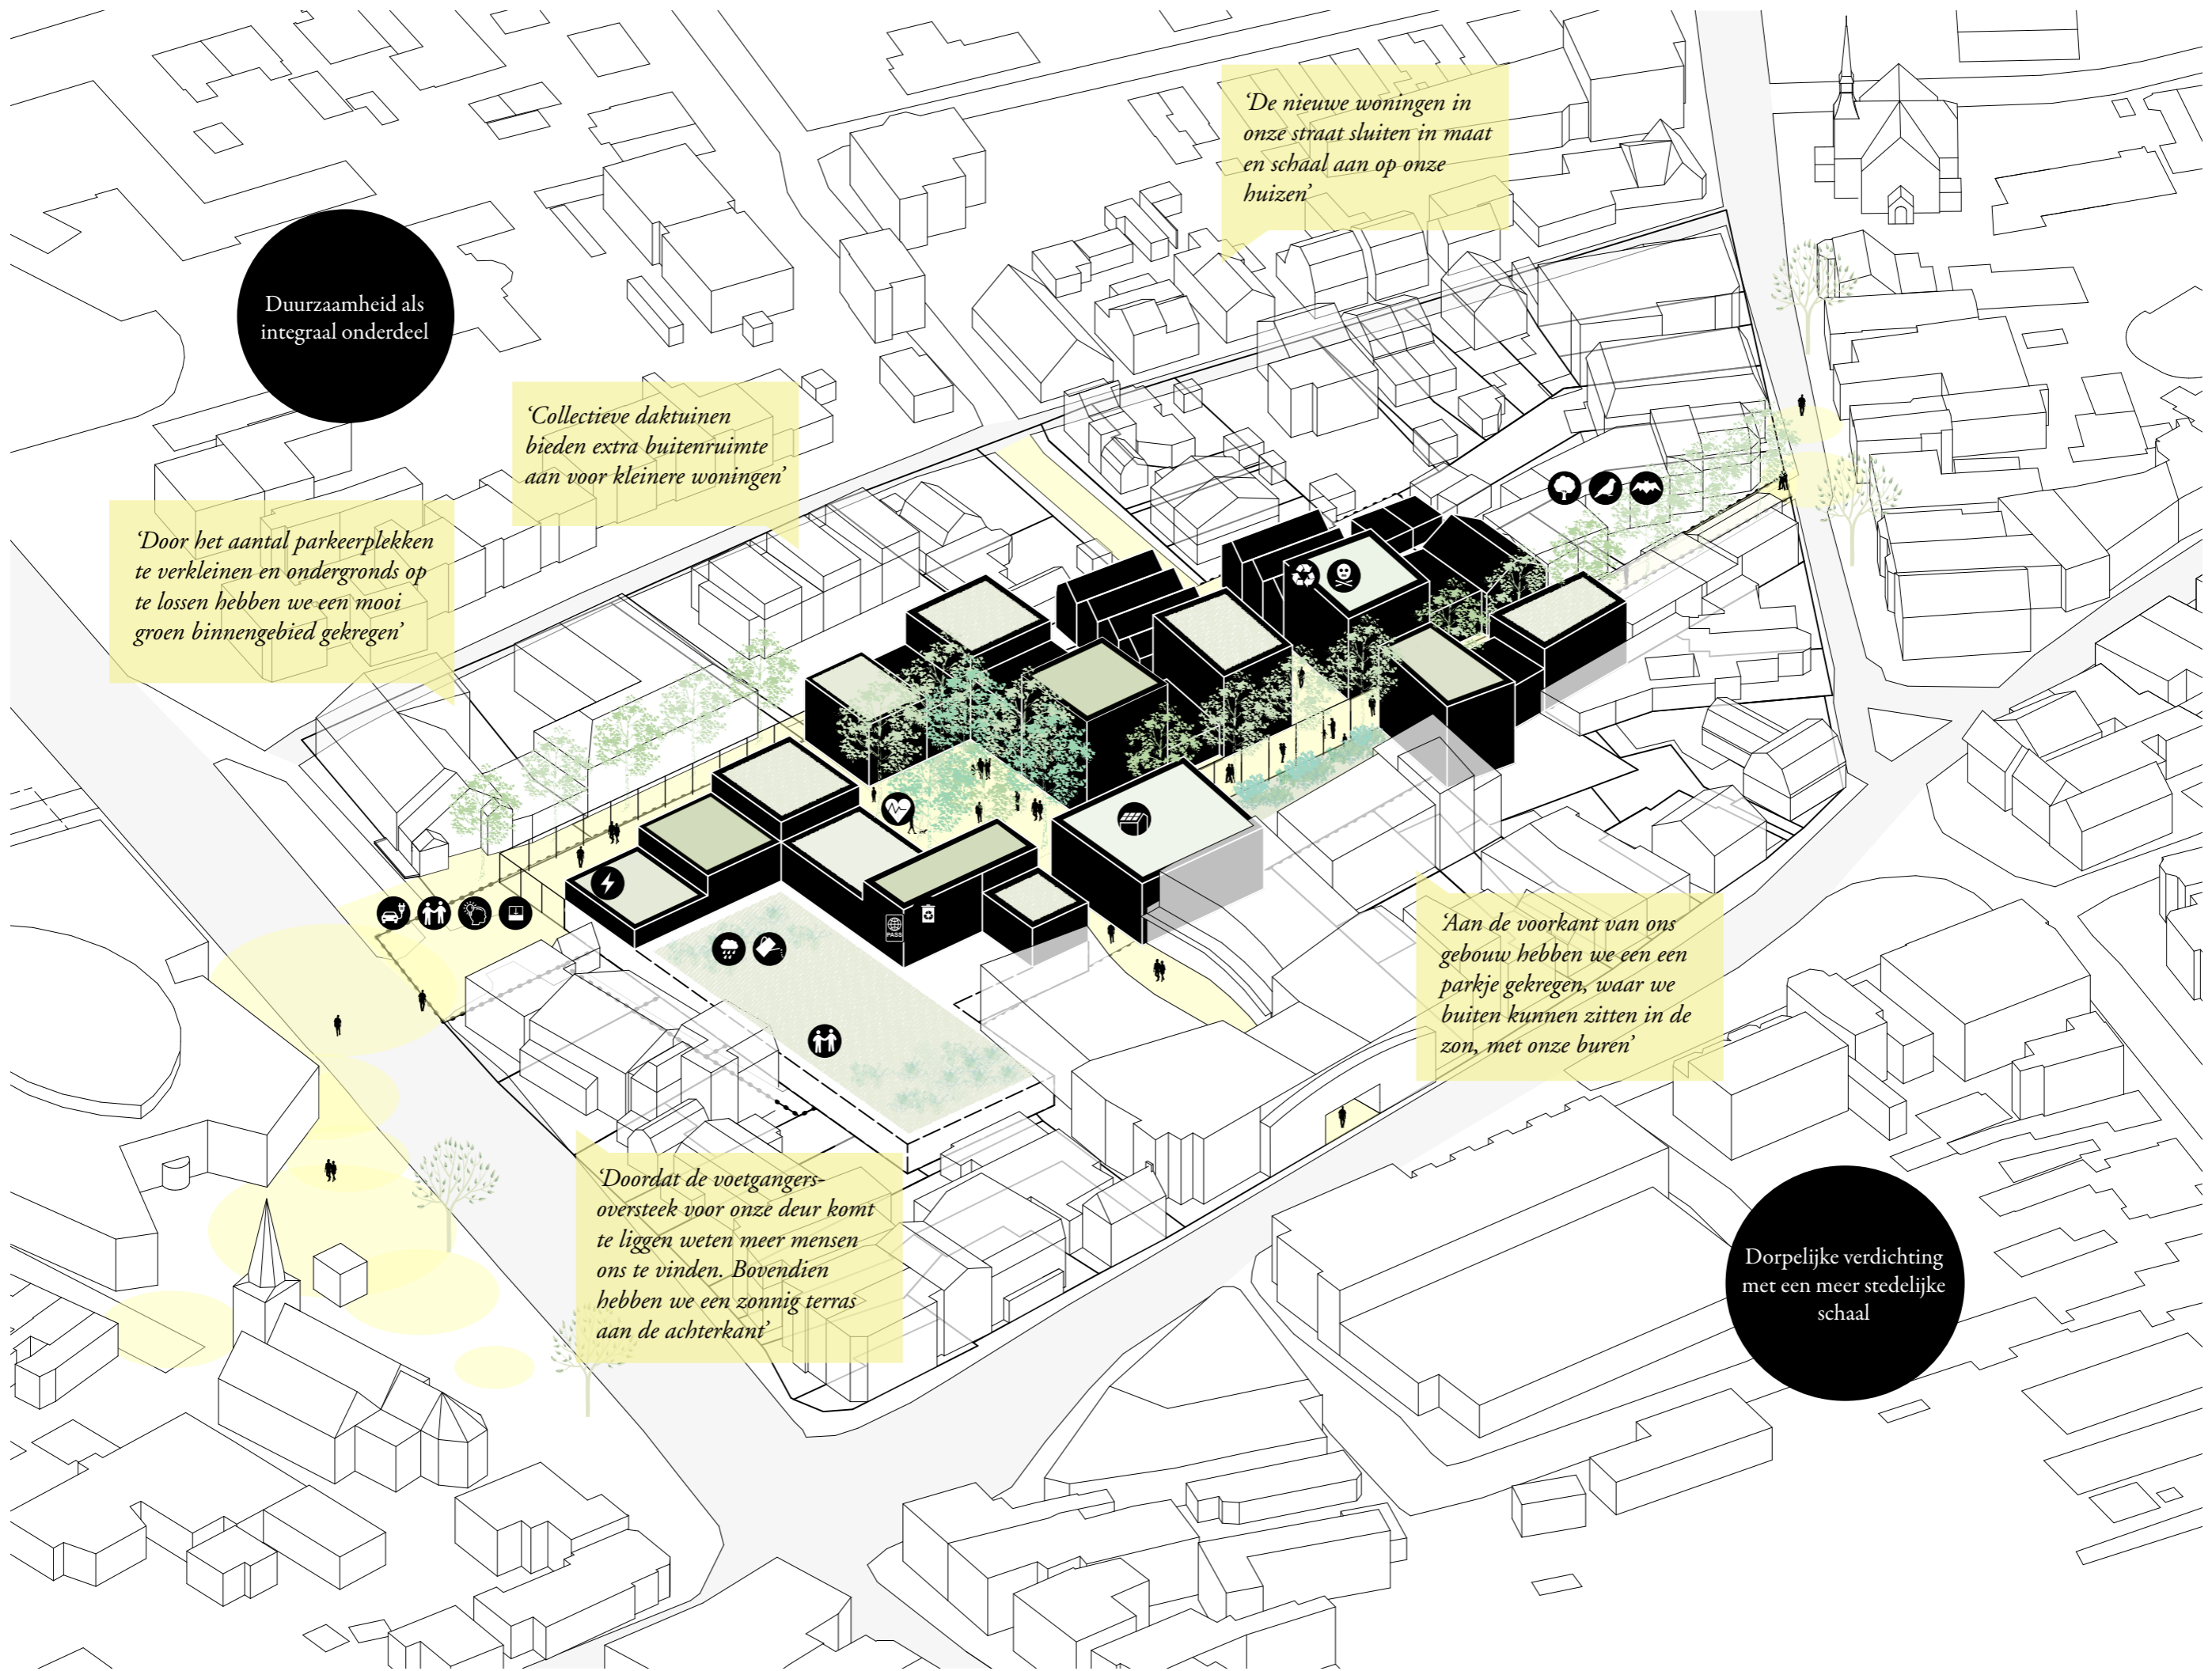 ‘De nieuwe woningen in
onze straat sluiten in maat
en schaal aan op onze
huizen’
Duurzaamheid als
integraal onderdeel
‘Collectieve daktuinen
bieden extra buitenruimte
aan voor kleinere woningen’
‘Door het aantal parkeerplekken
te verkleinen en ondergronds op
te lossen hebben we een mooi
groen binnengebied gekregen’
PASS
‘Aan de voorkant van ons
gebouw hebben we een een
parkje gekregen, waar we
buiten kunnen zitten in de
zon, met onze buren’
‘Doordat de voetgangers-
oversteek voor onze deur komt
te liggen weten meer mensen
ons te vinden. Bovendien
hebben we een zonnig terras
aan de achterkant’
Dorpelijke verdichting
met een meer stedelijke
schaal